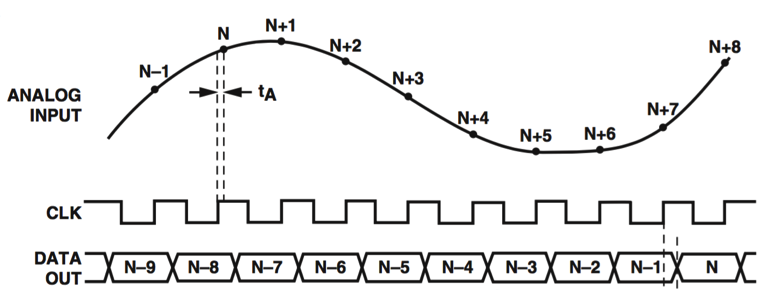 N+1
N
N+2
N+8
N–1
N+3
ANALOG
INPUT
tA
N+7
N+4
N+5
N+6
CLK
DATA
OUT
N–9 N–8 N–7 N–6 N–5 N–4 N–3 N–2 N–1 N